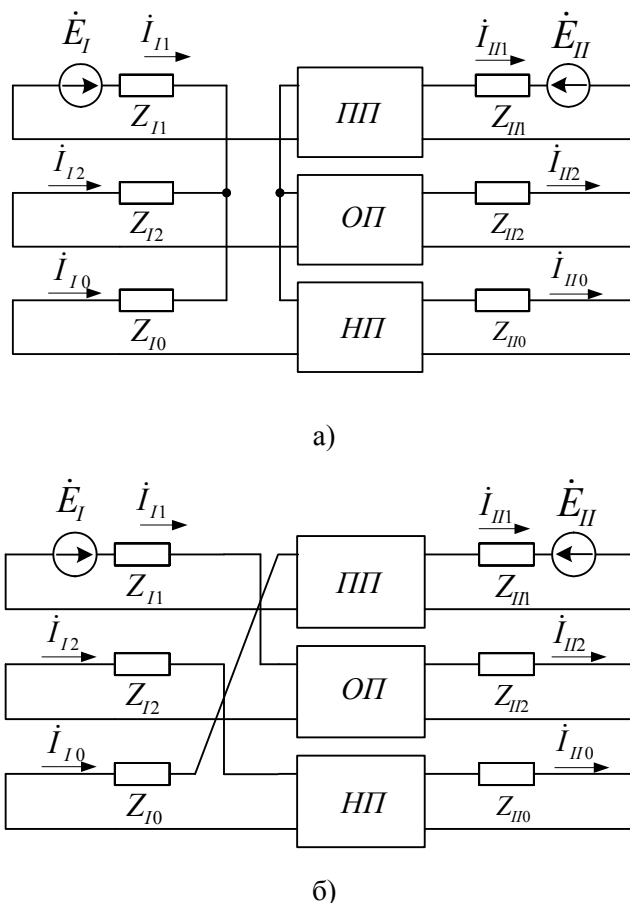 Ė_I İ_I1 İ_II1 Ė_II
Z_I1 ПП Z_II1
İ_I2 İ_II2
Z_I2 ОП Z_II2
İ_I0 İ_II0
Z_I0 НП Z_II0
а)
Ė_I İ_I1 İ_II1 Ė_II
Z_I1 ПП Z_II1
İ_I2 İ_II2
Z_I2 ОП Z_II2
İ_I0 İ_II0
Z_I0 НП Z_II0
б)